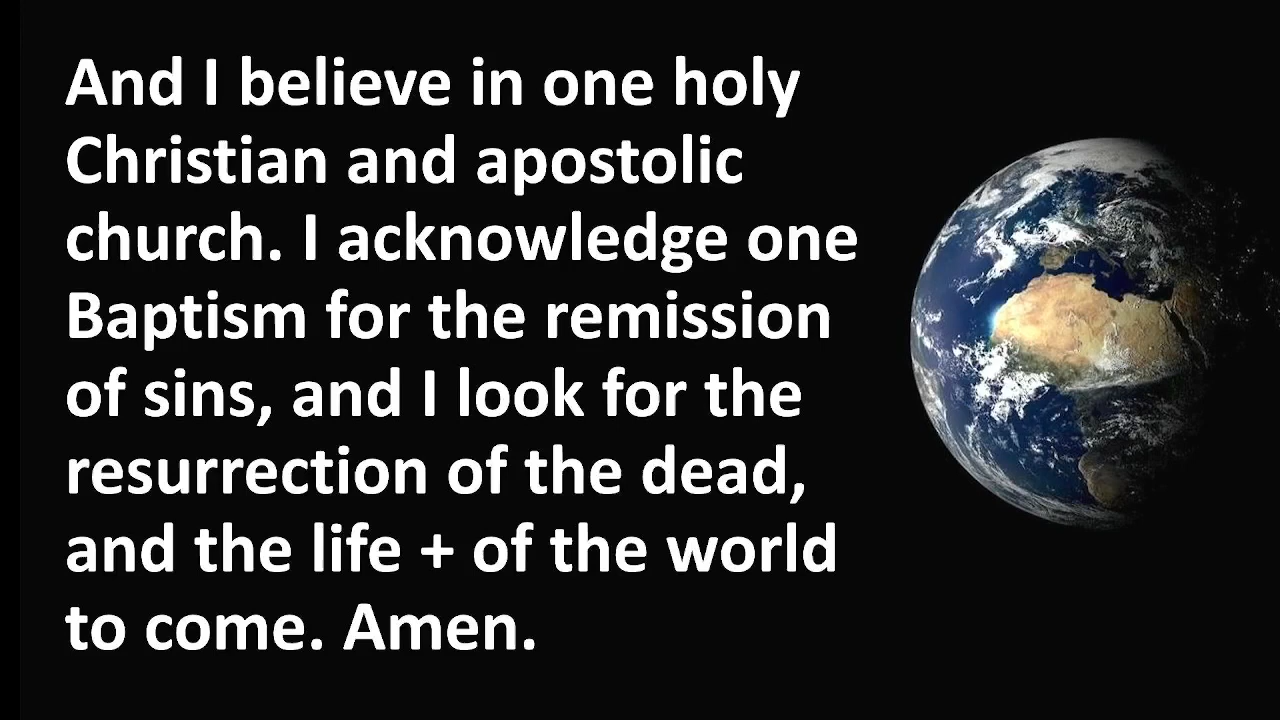 And I believe in one holy
Christian and apostolic
church. I acknowledge one
Baptism for the remission
of sins, and I look for the
resurrection of the dead,
and the life + of the world
to come. Amen.